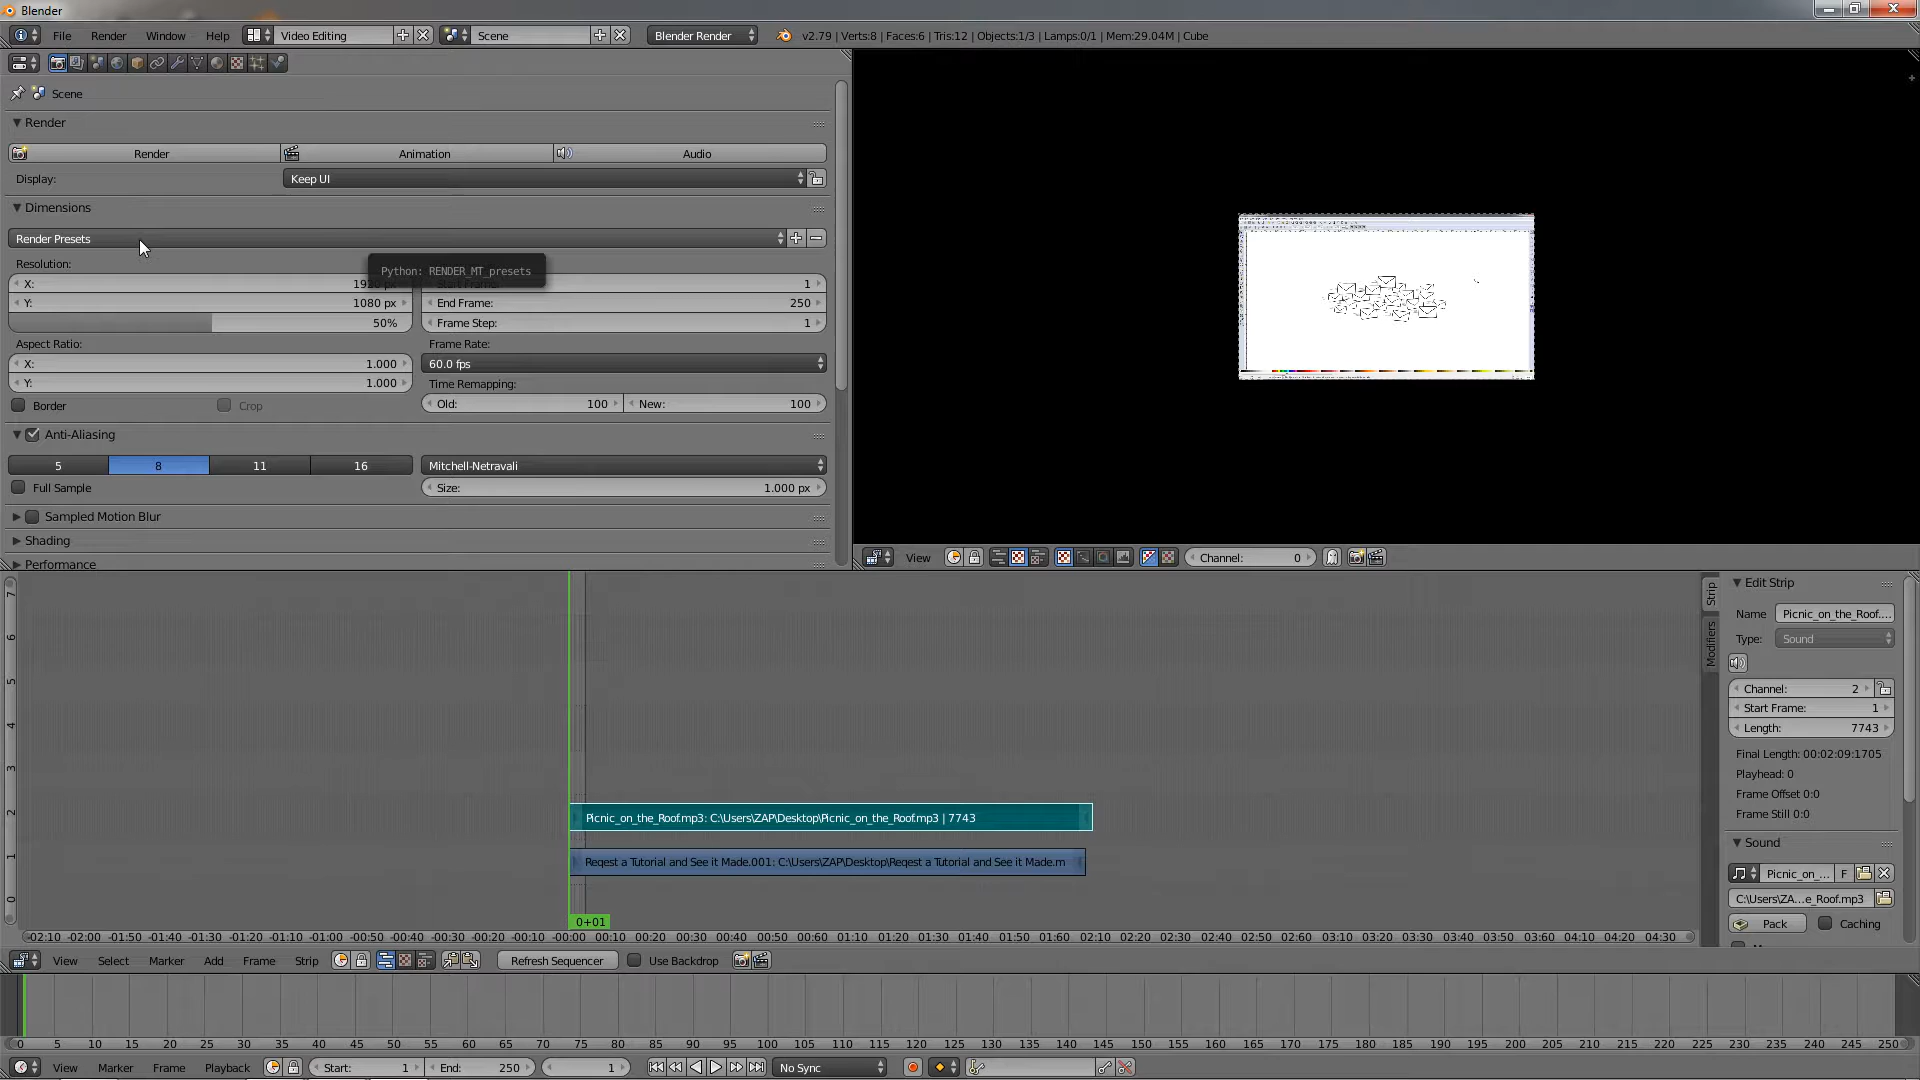 Blender
File Render Window Help Video Editing Scene Blender Render v2.79 | Verts:8 | Faces:6 | Tris:12 | Objects:1/3 | Lamps:0/1 | Mem:29.04M | Cube
Scene
Render
Render Animation Audio
Display: Keep UI
Dimensions
Render Presets
Resolution:
Python: RENDER_MT_presets
X: Start Frame: 1
Y: 1080 px End Frame: 250
50% Frame Step: 1
Aspect Ratio: Frame Rate:
X: 1.000 60.0 fps
Y: 1.000 Time Remapping:
Border Crop Old: 100 New: 100
Anti-Aliasing
5 8 11 16 Mitchell-Netravali
Full Sample Size: 1.000 px
Sampled Motion Blur
Shading
Performance
View Channel: 0
7
6
5
4
3
2
1
0
Picnic_on_the_Roof.mp3: C:\Users\ZAP\Desktop\Picnic_on_the_Roof.mp3 | 7743
Reqest a Tutorial and See it Made.001: C:\Users\ZAP\Desktop\Reqest a Tutorial and See it Made.m
0+01
-02:10 -02:00 -01:50 -01:40 -01:30 -01:20 -01:10 -01:00 -00:50 -00:40 -00:30 -00:20 -00:10 -00:00 00:10 00:20 00:30 00:40 00:50 01:00 01:10 01:20 01:30 01:40 01:50 01:60 02:10 02:20 02:30 02:40 02:50 03:00 03:10 03:20 03:30 03:40 03:50 04:00 04:10 04:20 04:30
Strip
Modifiers
Edit Strip
Name Picnic_on_the_Roof....
Type: Sound
Channel: 2
Start Frame: 1
Length: 7743
Final Length: 00:02:09:1705
Playhead: 0
Frame Offset 0:0
Frame Still 0:0
Sound
Picnic_on_... F
C:\Users\ZA...e_Roof.mp3
Pack Caching
View Select Marker Add Frame Strip Refresh Sequencer Use Backdrop
0 5 10 15 20 25 30 35 40 45 50 55 60 65 70 75 80 85 90 95 100 105 110 115 120 125 130 135 140 145 150 155 160 165 170 175 180 185 190 195 200 205 210 215 220 225 230 235 240 245 250
View Marker Frame Playback Start: 1 End: 250 1 No Sync